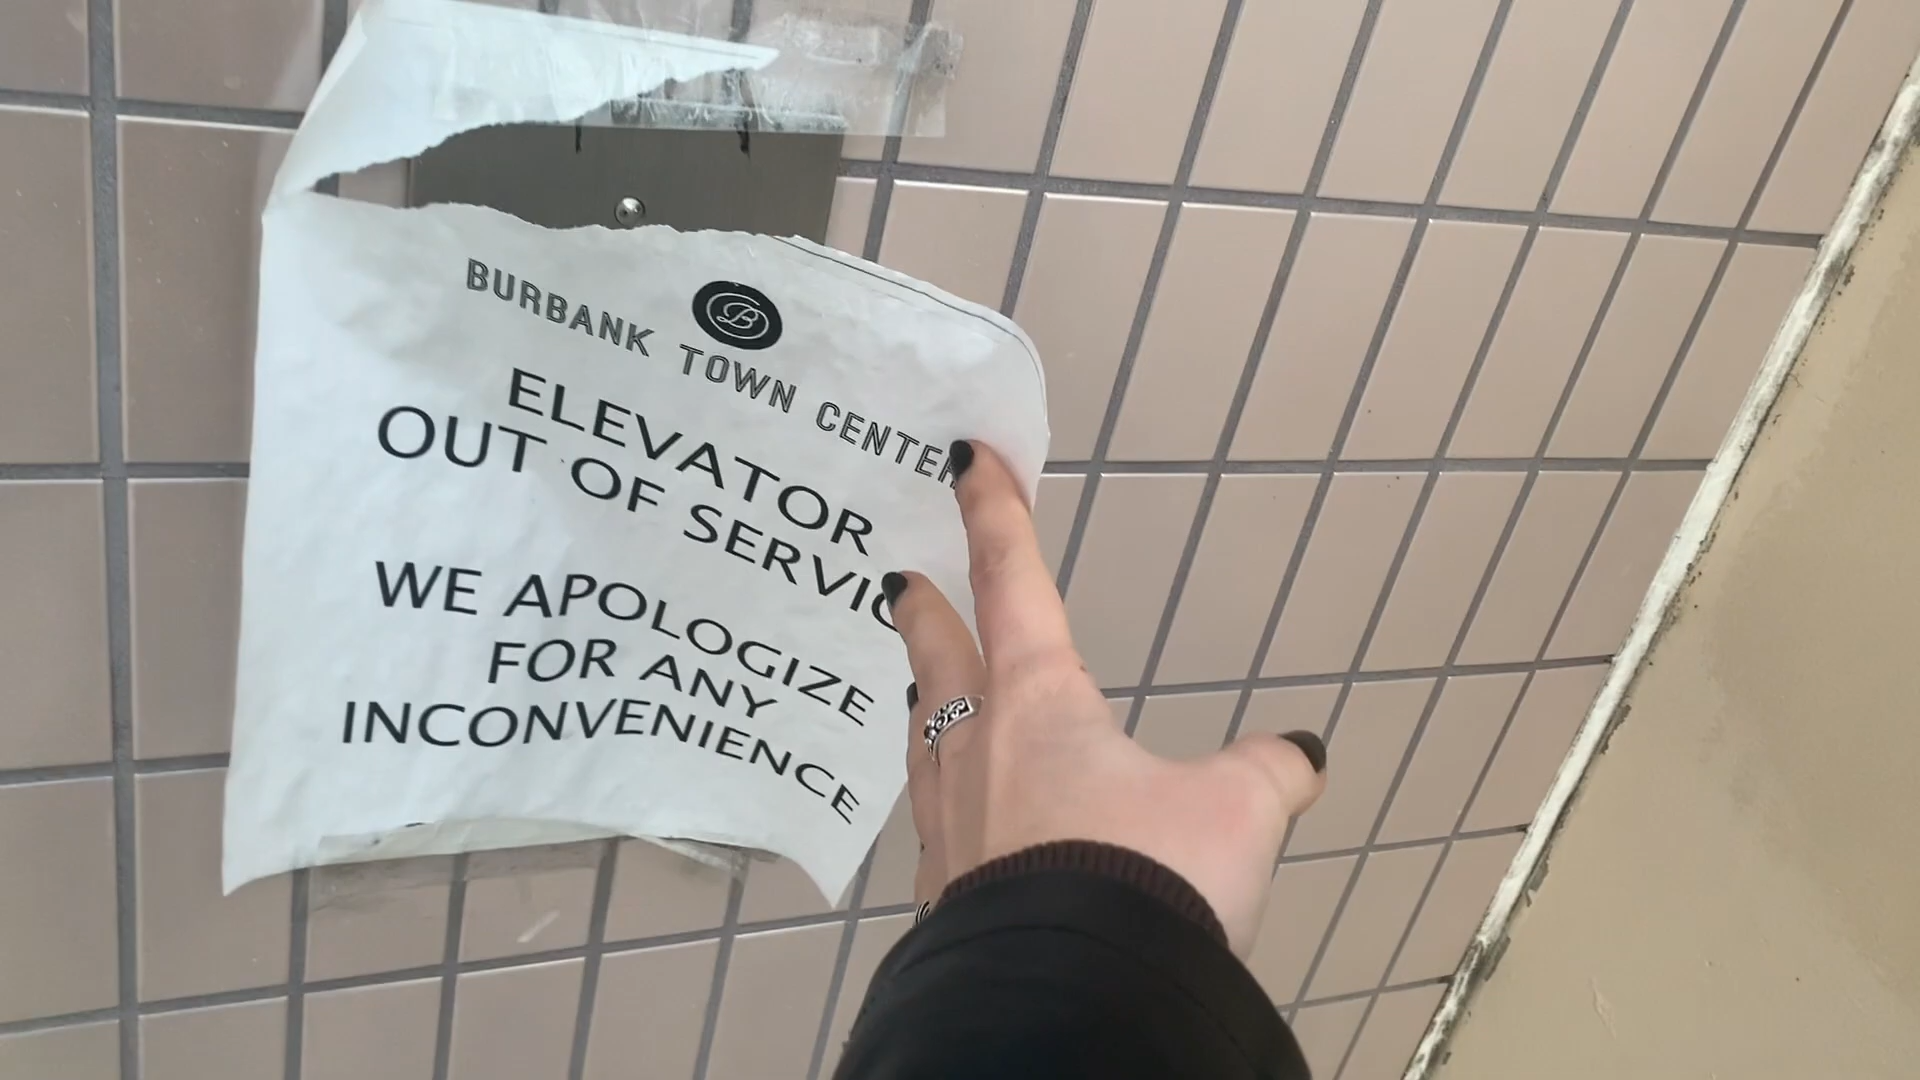 BURBANK TOWN CENTER
ELEVATOR
OUT OF SERVIC
WE APOLOGIZE
FOR ANY
INCONVENIENCE